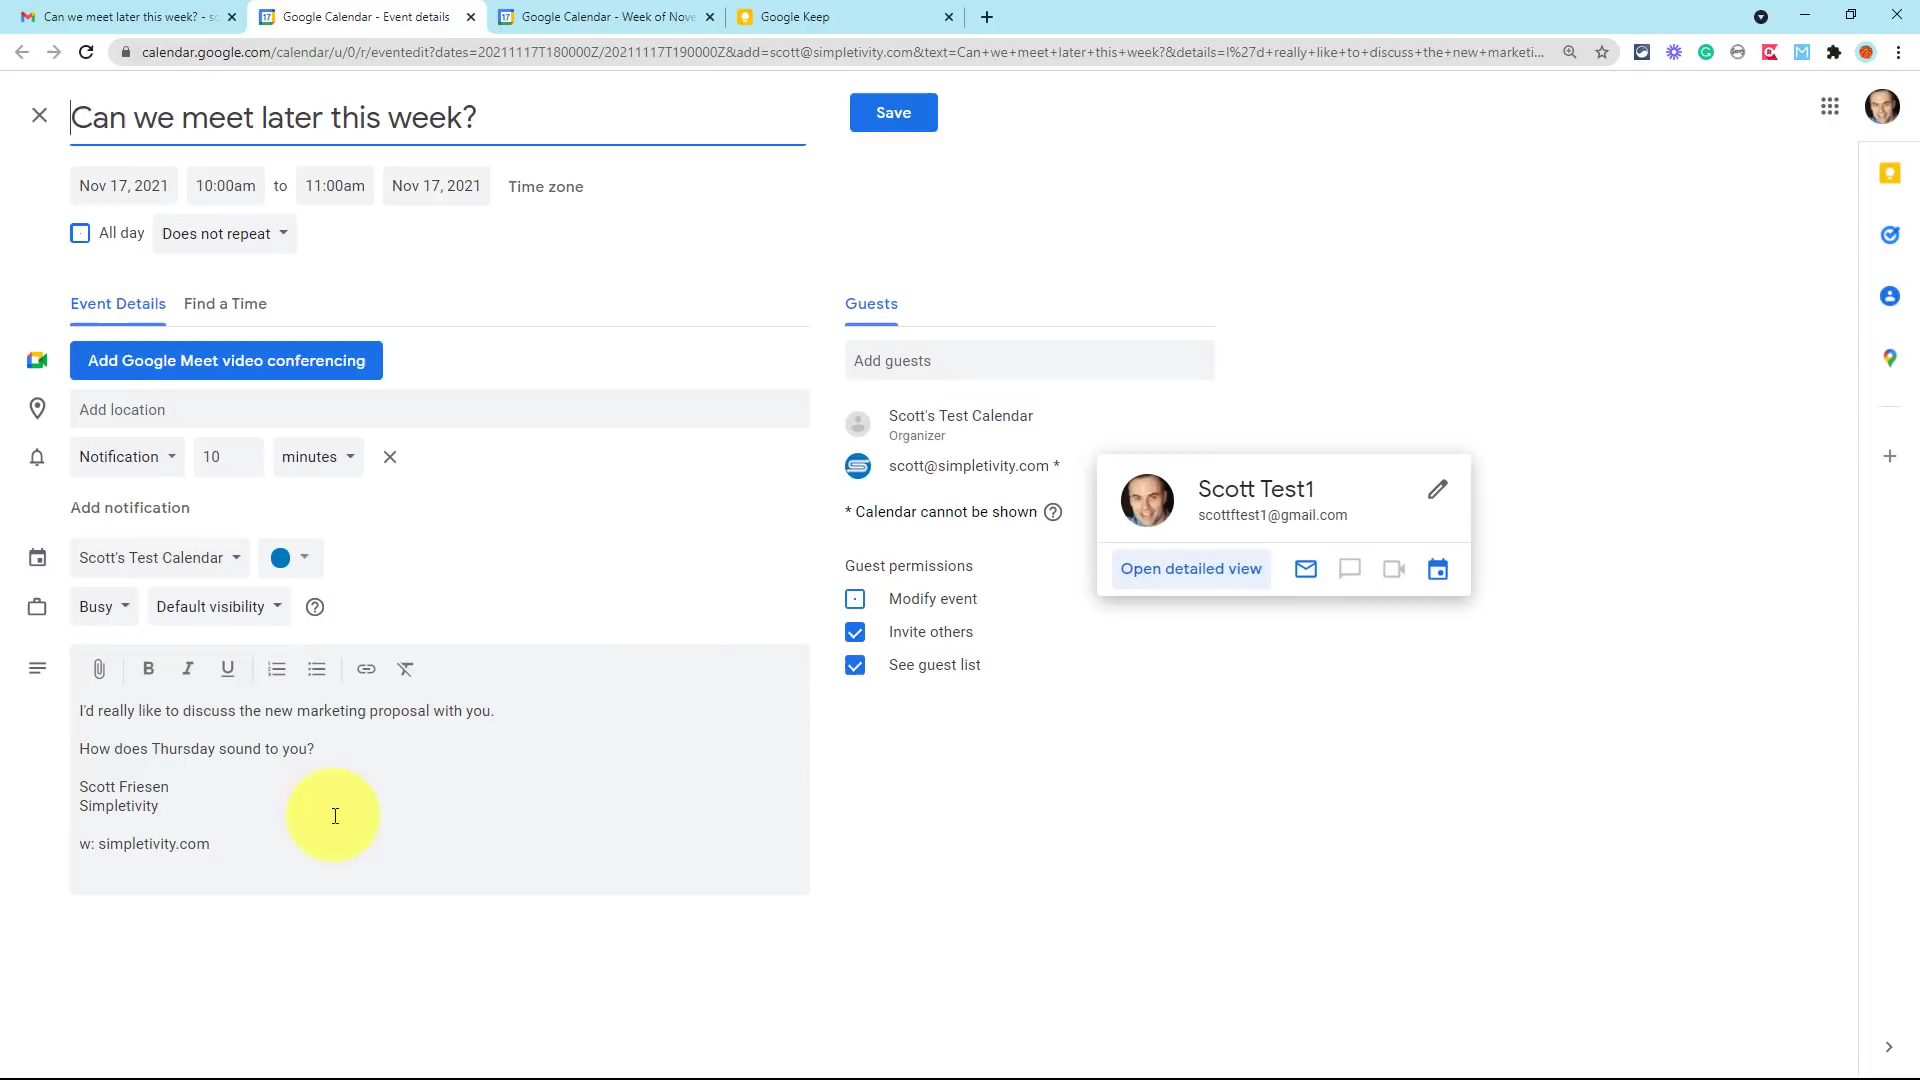 Can we meet later this week? - sc
Google Calendar - Event details
Google Calendar - Week of Nove
Google Keep
calendar.google.com/calendar/u/0/r/eventedit?dates=20211117T180000Z/20211117T190000Z&add=scott@simpletivity.com&text=Can+we+meet+later+this+week?&details=I%27d+really+like+to+discuss+the+new+marketi...
Can we meet later this week?
Save
Nov 17, 2021 10:00am to 11:00am Nov 17, 2021 Time zone
All day Does not repeat
Event Details Find a Time
Guests
Add Google Meet video conferencing
Add guests
Add location
Scott's Test Calendar
Organizer
Notification 10 minutes
scott@simpletivity.com *
Scott Test1
scottftest1@gmail.com
Add notification
* Calendar cannot be shown
Scott's Test Calendar
Guest permissions
Open detailed view
Busy Default visibility
Modify event
Invite others
See guest list
I'd really like to discuss the new marketing proposal with you.
How does Thursday sound to you?
Scott Friesen
Simpletivity
w: simpletivity.com